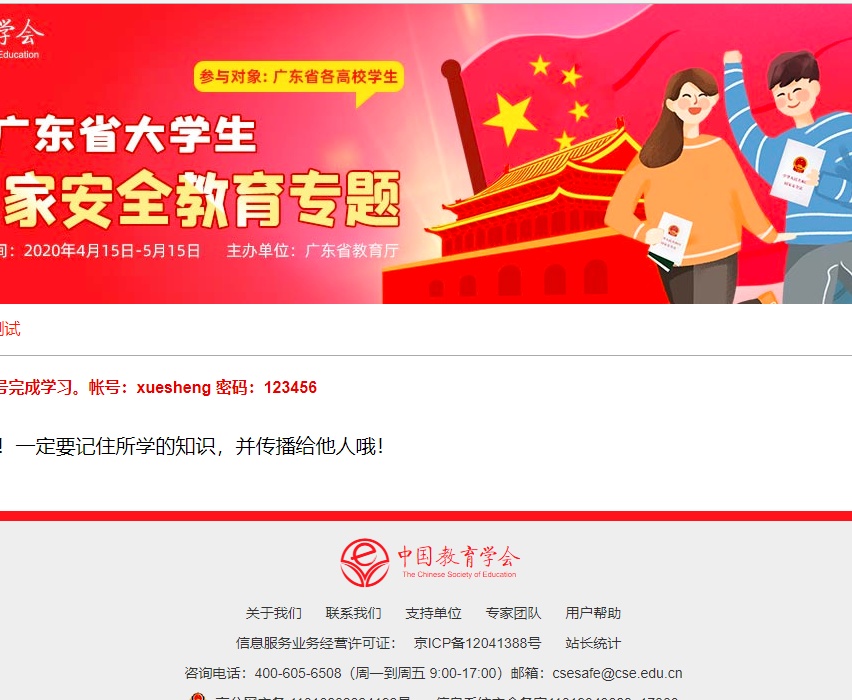 学会
Education
参与对象：广东省各高校学生
广东省大学生
家安全教育专题
间：2020年4月15日-5月15日 主办单位：广东省教育厅
测试
号完成学习。帐号：xuesheng 密码：123456
！一定要记住所学的知识，并传播给他人哦！
中国教育学会
The Chinese Society of Education
关于我们 联系我们 支持单位 专家团队 用户帮助
信息服务业务经营许可证： 京ICP备12041388号 站长统计
咨询电话：400-605-6508（周一到周五 9:00-17:00）邮箱：csesafe@cse.edu.cn